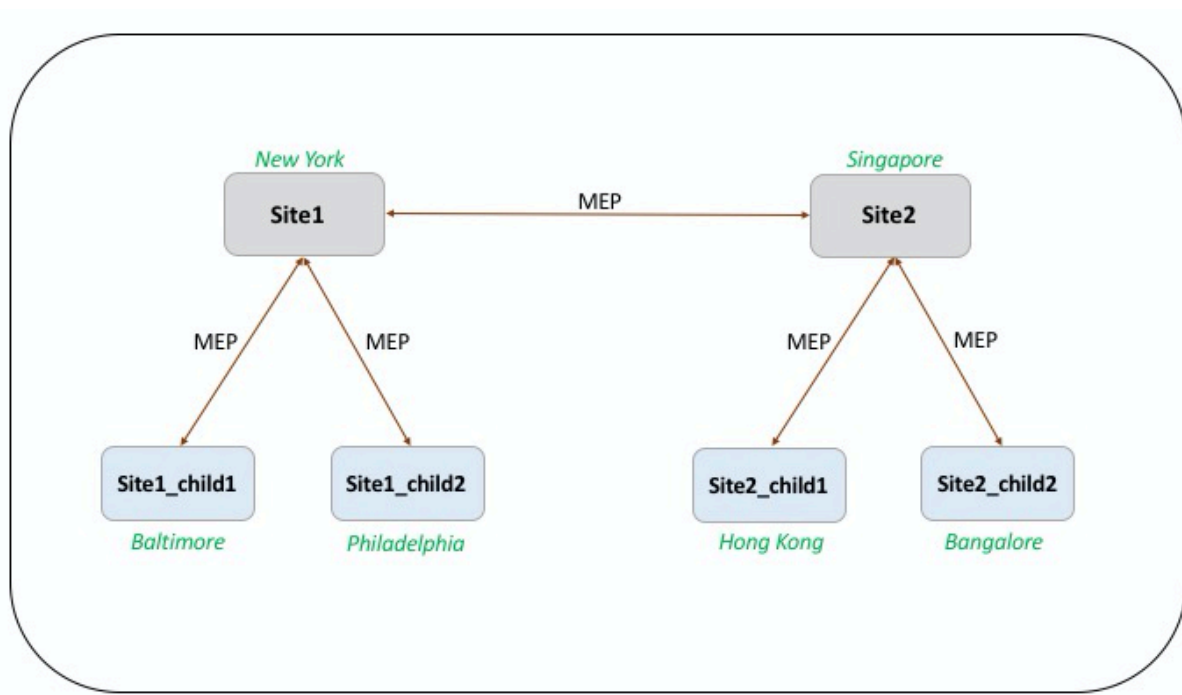 New York
Singapore
Site1
MEP
Site2
MEP
MEP
MEP
MEP
Site1_child1
Site1_child2
Site2_child1
Site2_child2
Baltimore
Philadelphia
Hong Kong
Bangalore